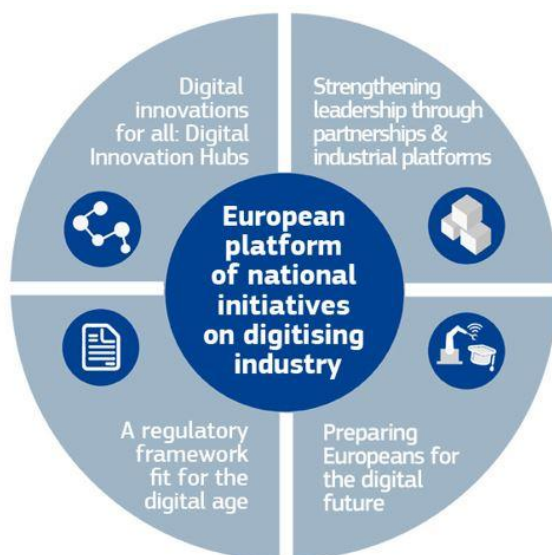 Digital
innovations
for all: Digital
Innovation Hubs
Strengthening
leadership through
partnerships &
industrial platforms
European
platform
of national
initiatives
on digitising
industry
A regulatory
framework
fit for the
digital age
Preparing
Europeans for
the digital
future